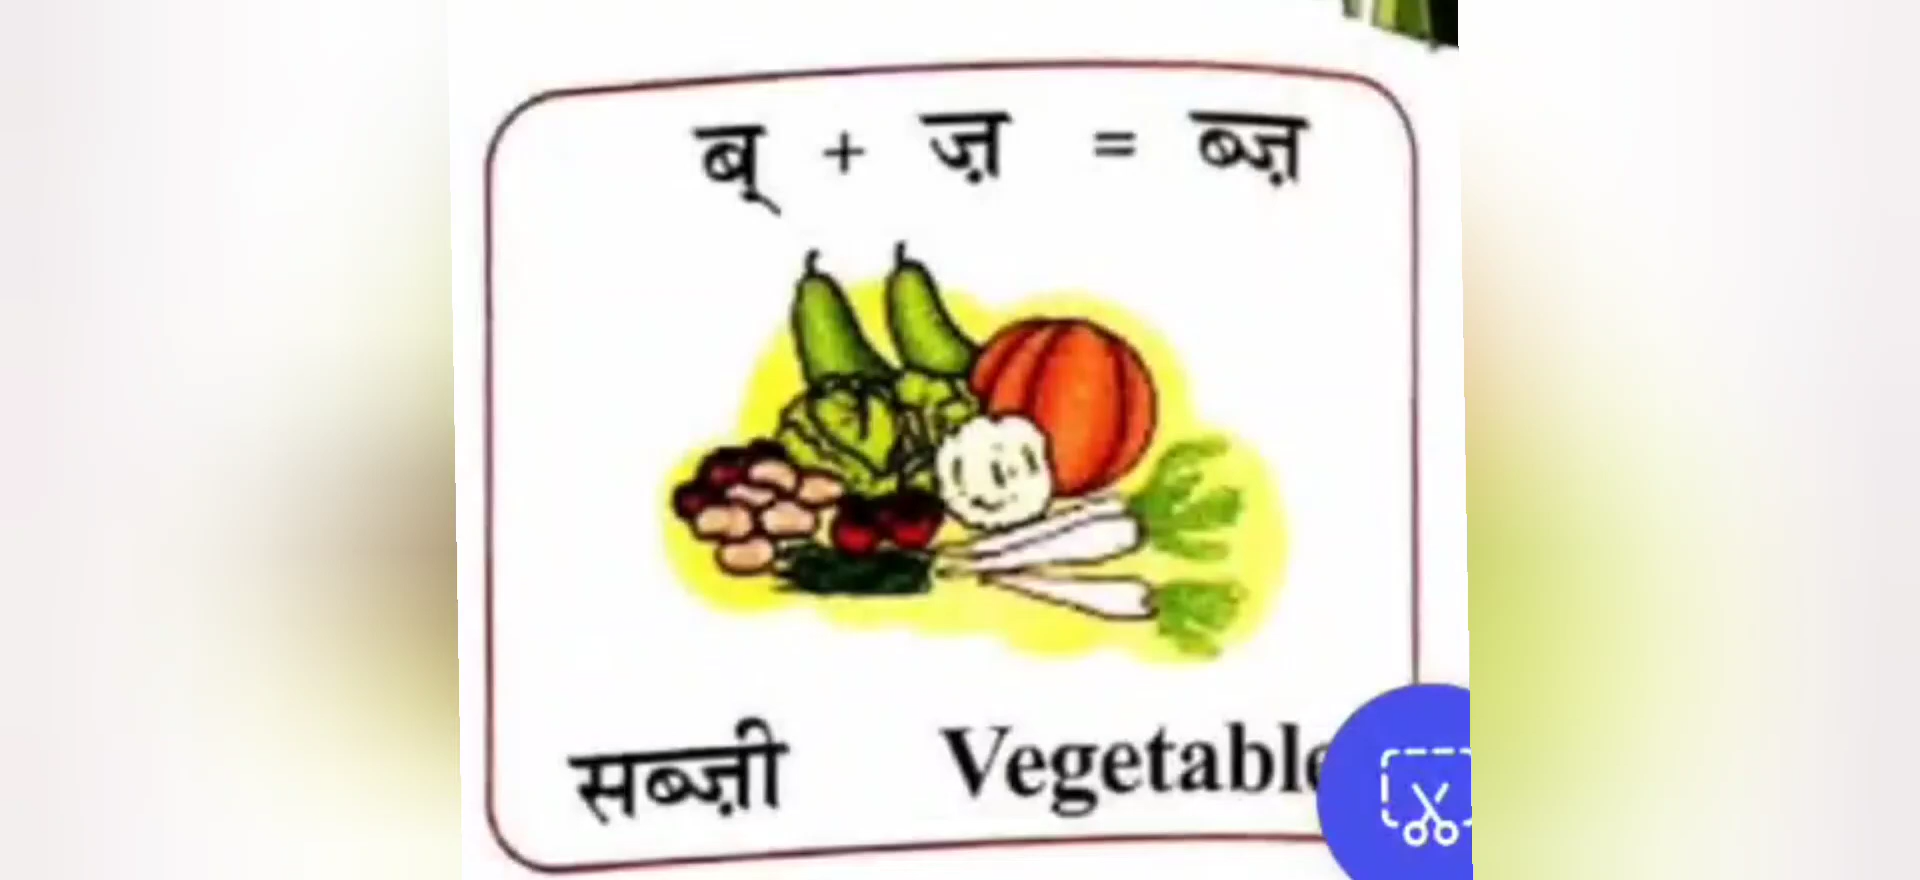 ब् + ज़ = ब्ज़
सब्ज़ी Vegetable